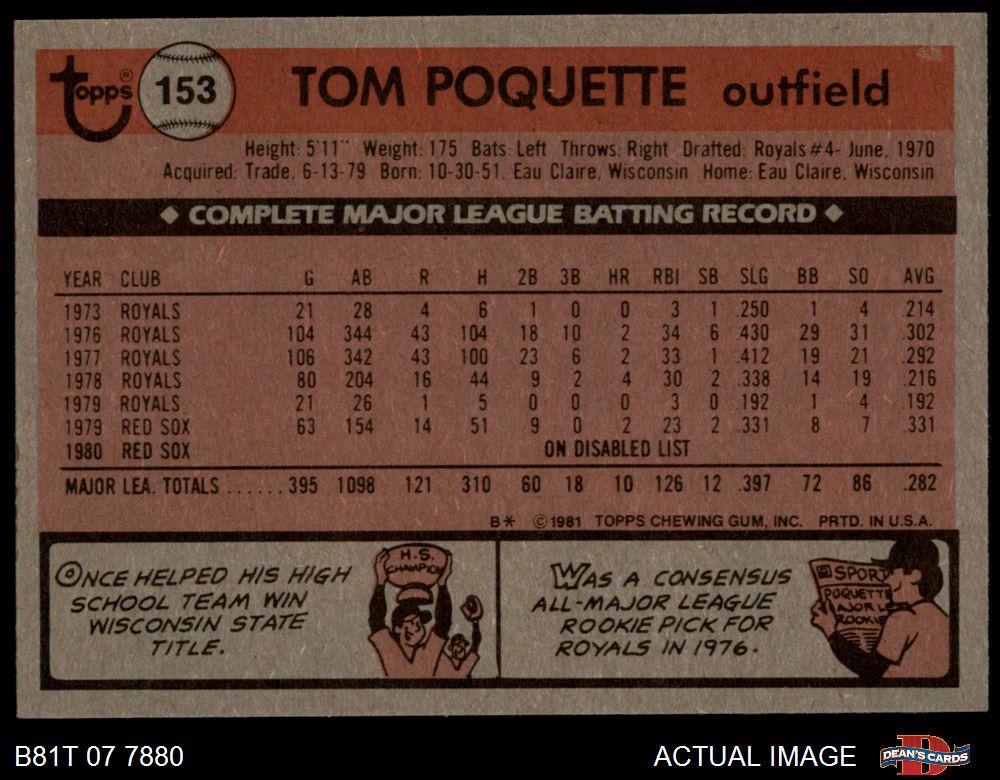 topps® 153 TOM POQUETTE outfield
Height: 5'11" Weight: 175 Bats: Left Throws: Right Drafted: Royals #4- June, 1970
Acquired: Trade, 6-13-79 Born: 10-30-51, Eau Claire, Wisconsin Home: Eau Claire, Wisconsin
◆ COMPLETE MAJOR LEAGUE BATTING RECORD ◆
YEAR CLUB G AB R H 2B 3B HR RBI SB SLG BB SO AVG
1973 ROYALS 21 28 4 6 1 0 0 3 1 .250 1 4 .214
1976 ROYALS 104 344 43 104 18 10 2 34 6 .430 29 31 .302
1977 ROYALS 106 342 43 100 23 6 2 33 1 .412 19 21 .292
1978 ROYALS 80 204 16 44 9 2 4 30 2 .338 14 19 .216
1979 ROYALS 21 26 1 5 0 0 0 3 0 .192 1 4 .192
1979 RED SOX 63 154 14 51 9 0 2 23 2 .331 8 7 .331
1980 RED SOX ON DISABLED LIST
MAJOR LEA. TOTALS ...... 395 1098 121 310 60 18 10 126 12 .397 72 86 .282
B* ©1981 TOPPS CHEWING GUM, INC. PRTD. IN U.S.A.
ONCE HELPED HIS HIGH
SCHOOL TEAM WIN
WISCONSIN STATE
TITLE.
H.S.
CHAMPION
WAS A CONSENSUS
ALL-MAJOR LEAGUE
ROOKIE PICK FOR
ROYALS IN 1976.
SPORT
POQUETTE
AJOR L
ROOKIE
B81T 07 7880 ACTUAL IMAGE DEAN'S CARDS